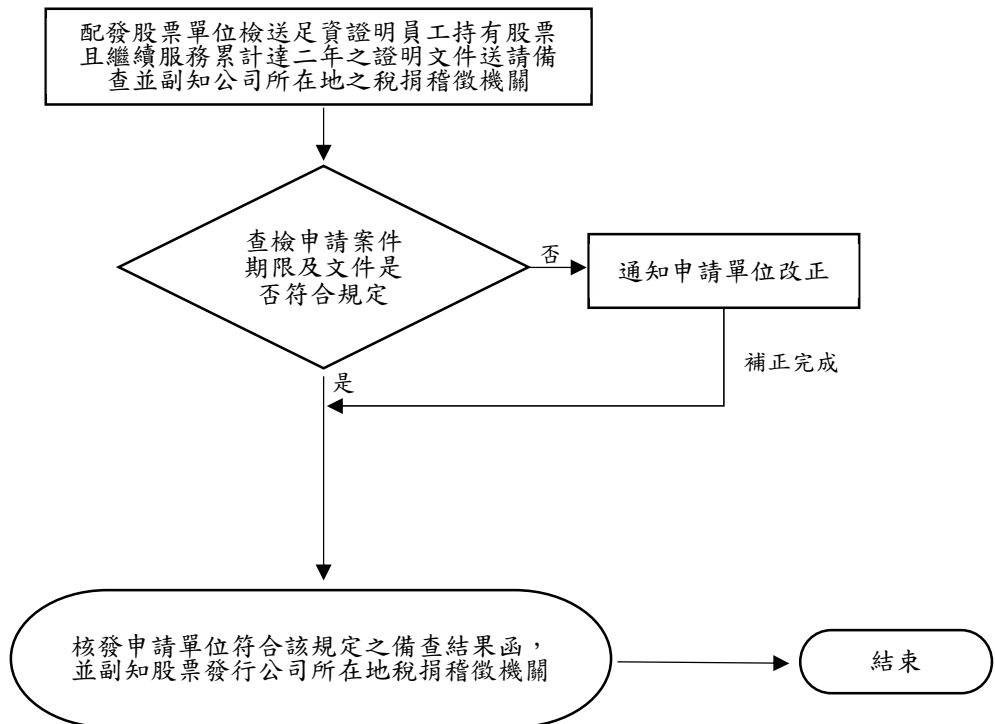 配發股票單位檢送足資證明員工持有股票
且繼續服務累計達二年之證明文件送請備
查並副知公司所在地之稅捐稽徵機關
查檢申請案件
期限及文件是
否符合規定
否
通知申請單位改正
補正完成
是
核發申請單位符合該規定之備查結果函，
並副知股票發行公司所在地稅捐稽徵機關
結束